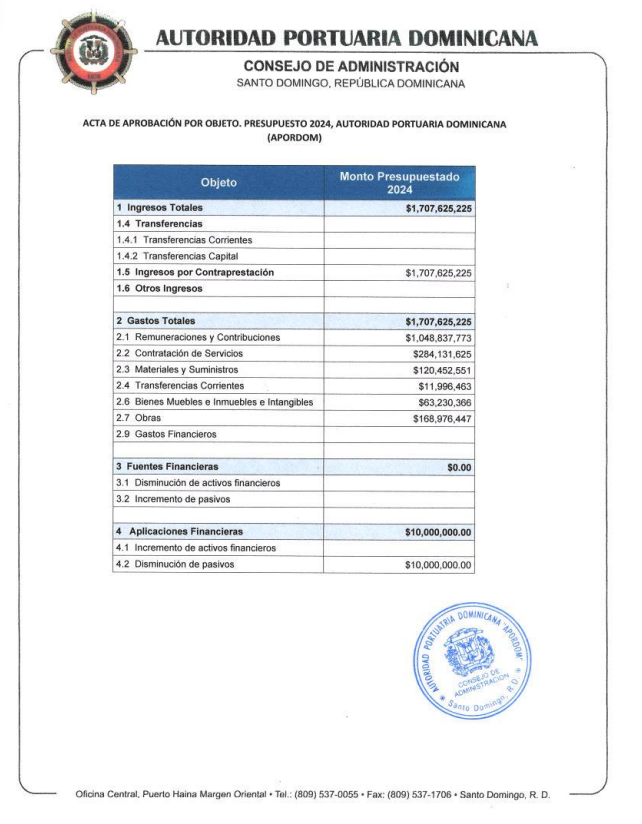 AUTORIDAD PORTUARIA DOMINICANA
CONSEJO DE ADMINISTRACIÓN
SANTO DOMINGO, REPÚBLICA DOMINICANA
ACTA DE APROBACIÓN POR OBJETO. PRESUPUESTO 2024, AUTORIDAD PORTUARIA DOMINICANA
(APORDOM)
Objeto Monto Presupuestado 2024
1 Ingresos Totales $1,707,625,225
1.4 Transferencias
1.4.1 Transferencias Corrientes
1.4.2 Transferencias Capital
1.5 Ingresos por Contraprestación $1,707,625,225
1.6 Otros Ingresos
2 Gastos Totales $1,707,625,225
2.1 Remuneraciones y Contribuciones $1,048,837,773
2.2 Contratación de Servicios $284,131,625
2.3 Materiales y Suministros $120,452,551
2.4 Transferencias Corrientes $11,996,463
2.6 Bienes Muebles e Inmuebles e Intangibles $63,230,366
2.7 Obras $168,976,447
2.9 Gastos Financieros
3 Fuentes Financieras $0.00
3.1 Disminución de activos financieros
3.2 Incremento de pasivos
4 Aplicaciones Financieras $10,000,000.00
4.1 Incremento de activos financieros
4.2 Disminución de pasivos $10,000,000.00
AUTORIDAD PORTUATRIA DOMINICANA "APORDOM"
CONSEJO DE
ADMINISTRACION
Santo Domingo, R. D.
Oficina Central, Puerto Haina Margen Oriental • Tel.: (809) 537-0055 • Fax: (809) 537-1706 • Santo Domingo, R. D.